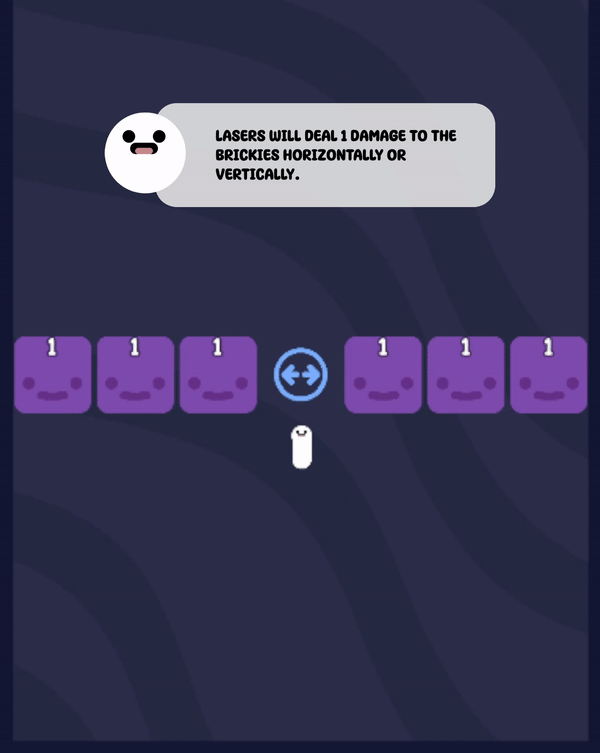 LASERS WILL DEAL 1 DAMAGE TO THE
BRICKIES HORIZONTALLY OR
VERTICALLY.
1 1 1 1 1 1